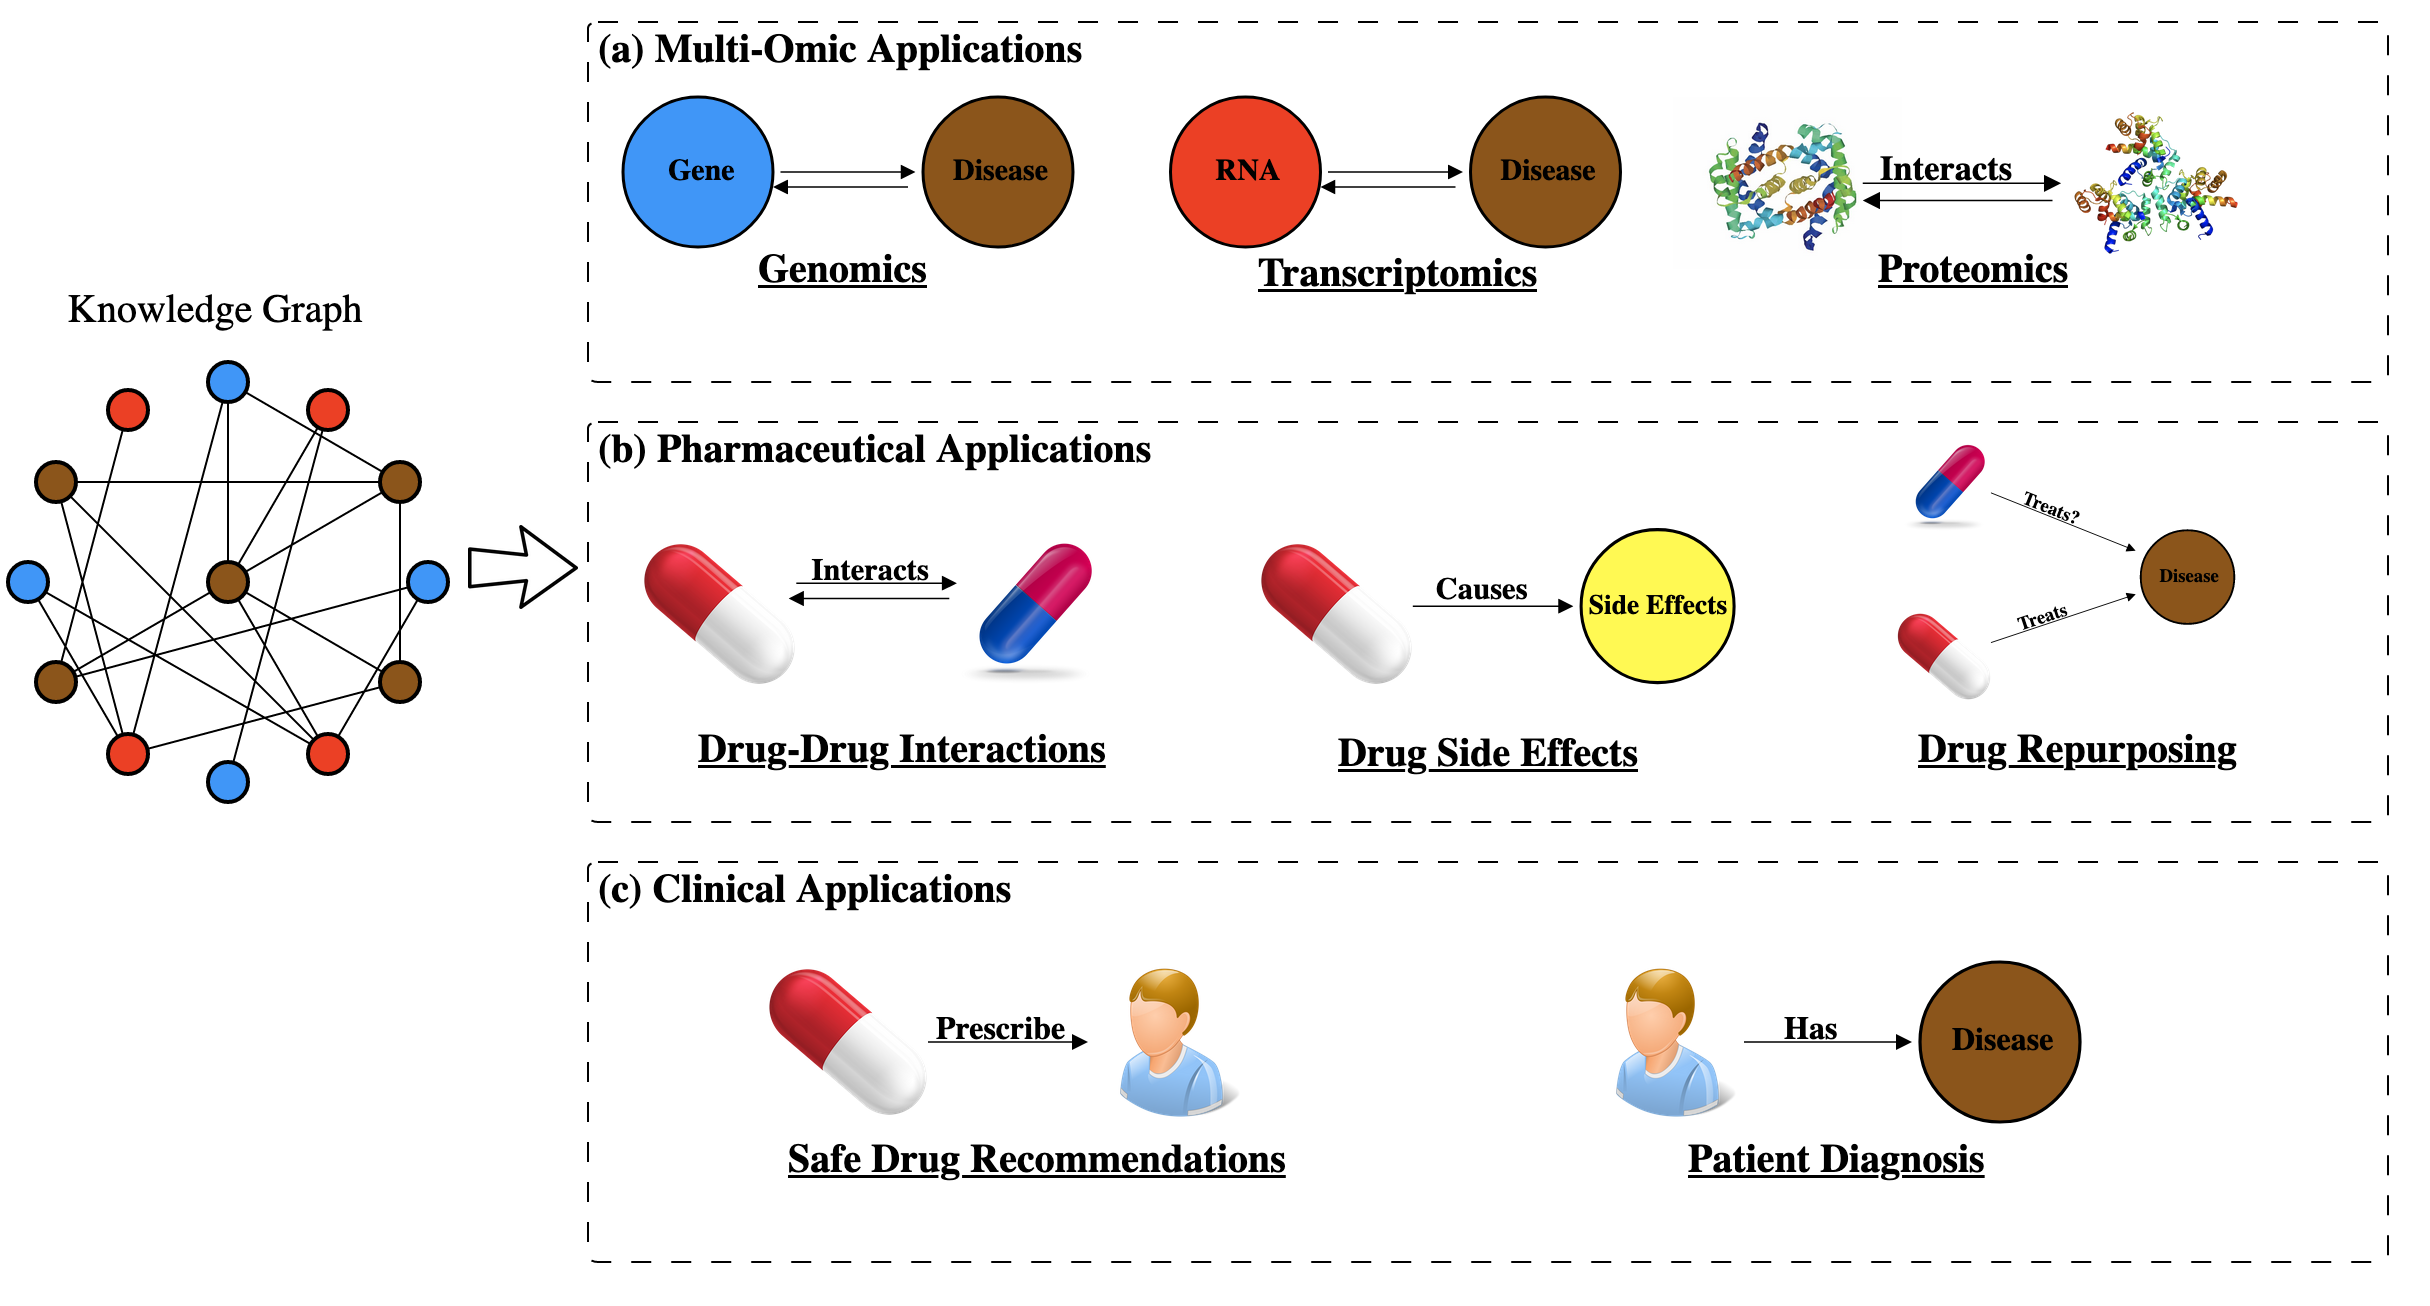 Knowledge Graph
(a) Multi-Omic Applications
Gene
Disease
Genomics
RNA
Disease
Transcriptomics
Interacts
Proteomics
(b) Pharmaceutical Applications
Interacts
Drug-Drug Interactions
Causes
Side Effects
Drug Side Effects
Treats?
Treats
Disease
Drug Repurposing
(c) Clinical Applications
Prescribe
Safe Drug Recommendations
Has
Disease
Patient Diagnosis